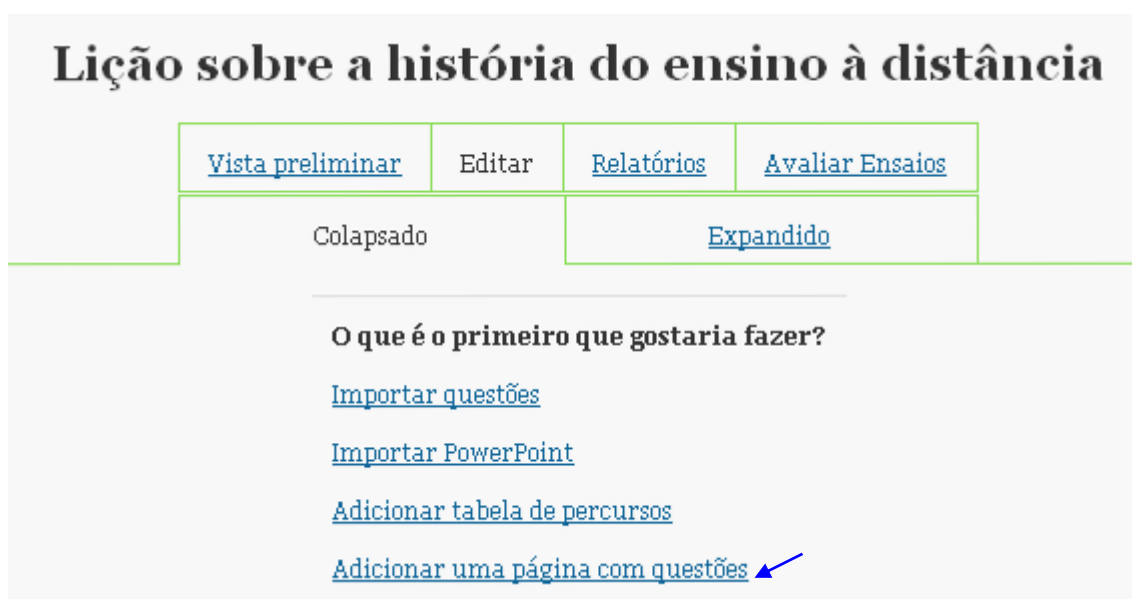 Lição sobre a história do ensino à distância
Vista preliminar Editar Relatórios Avaliar Ensaios
Colapsado Expandido
O que é o primeiro que gostaria fazer?
Importar questões
Importar PowerPoint
Adicionar tabela de percursos
Adicionar uma página com questões